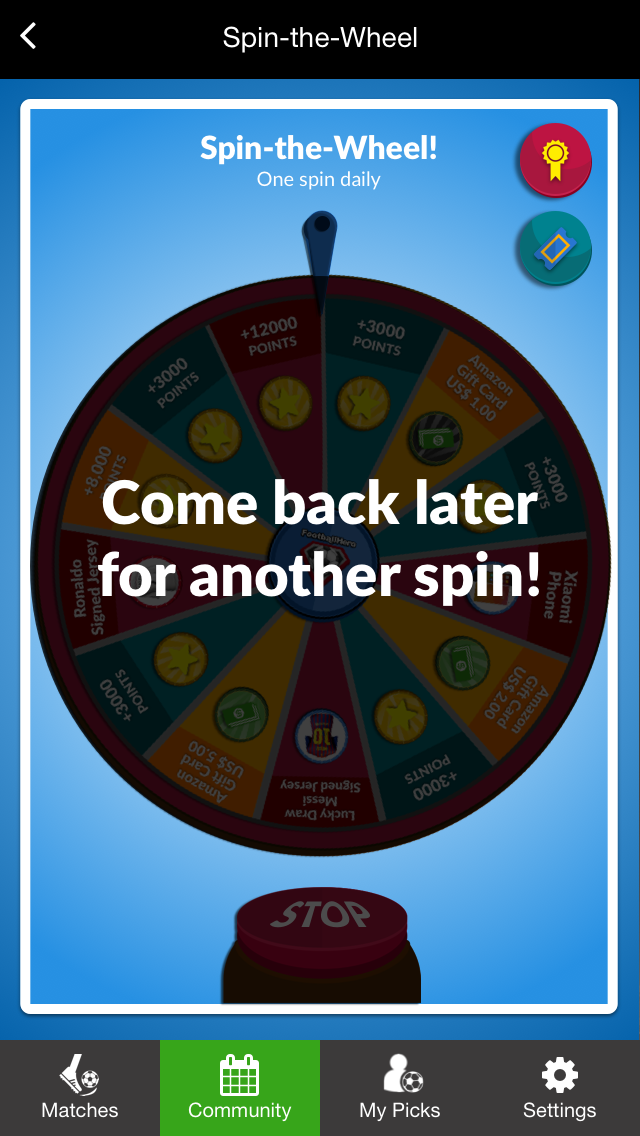 Spin-the-Wheel
Spin-the-Wheel!
One spin daily
+12000
POINTS
+3000
POINTS
+3000
POINTS
Amazon
Gift Card
US$ 1.00
+8,000
+3000
POINTS
Come back later
for another spin!
FootballHero
Ronaldo
Signed Jersey
Xiaomi
Phone
+3000
POINTS
Amazon
Gift Card
US$ 2.00
Amazon
Gift Card
US$ 5.00
10
Lucky Draw
Messi
Signed Jersey
+3000
POINTS
STOP
Matches
Community
My Picks
Settings